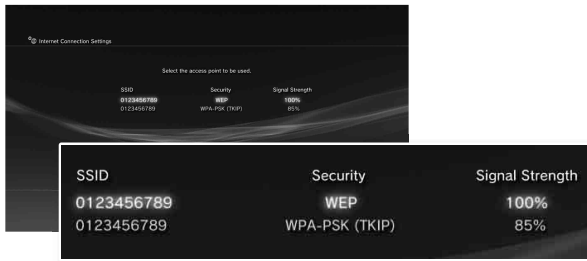 Internet Connection Settings
Select the access point to be used.
SSID Security Signal Strength
0123456789 WEP 100%
0123456789 WPA-PSK (TKIP) 85%
SSID Security Signal Strength
0123456789 WEP 100%
0123456789 WPA-PSK (TKIP) 85%